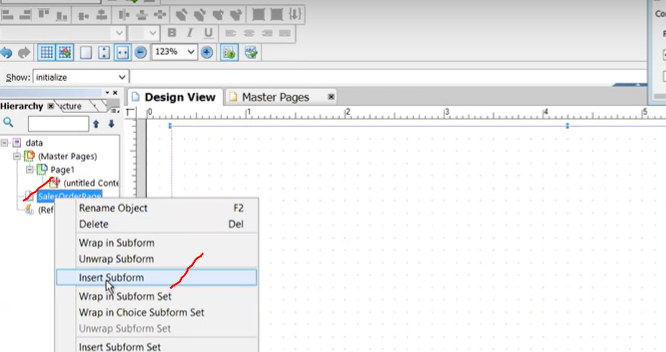 B I U
123%
Show: initialize
Hierarchy
Design View
Master Pages
0 1 2 3 4 5
data
(Master Pages)
Page1
(untitled Conte
SalesOrderPage
(Ref
Rename Object F2
Delete Del
Wrap in Subform
Unwrap Subform
Insert Subform
Wrap in Subform Set
Wrap in Choice Subform Set
Unwrap Subform Set
Insert Subform Set
Co